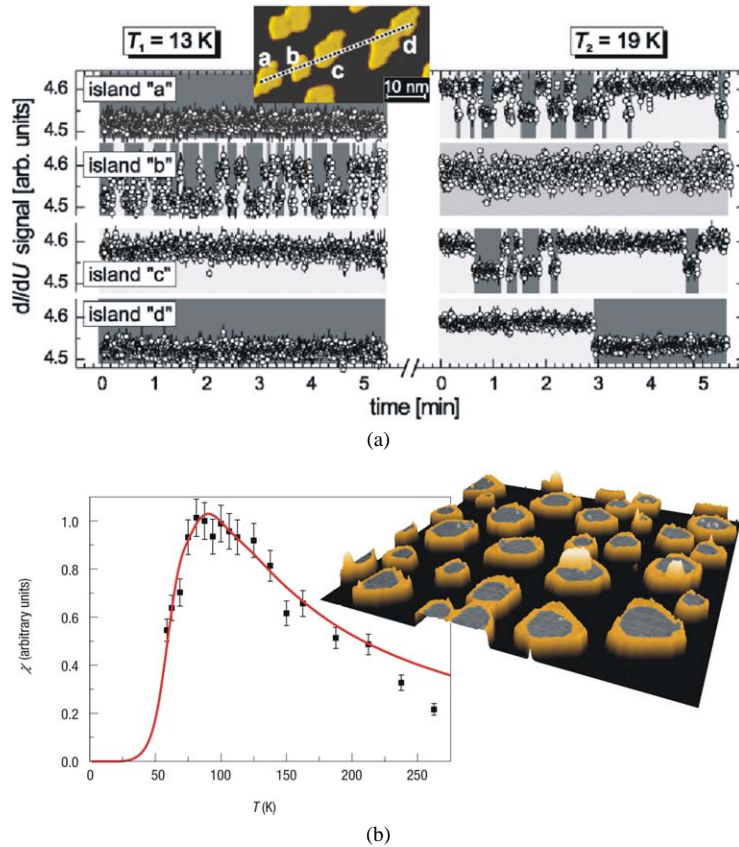 T₁ = 13 K
T₂ = 19 K
a b c d
10 nm
dI/dU signal [arb. units]
4.6
4.5
island "a"
4.6
4.5
island "b"
4.6
4.5
island "c"
4.6
4.5
island "d"
0 1 2 3 4 5 0 1 2 3 4 5
time [min]
(a)
χ (arbitrary units)
1.0
0.8
0.6
0.4
0.2
0.0
0 50 100 150 200 250
T (K)
(b)